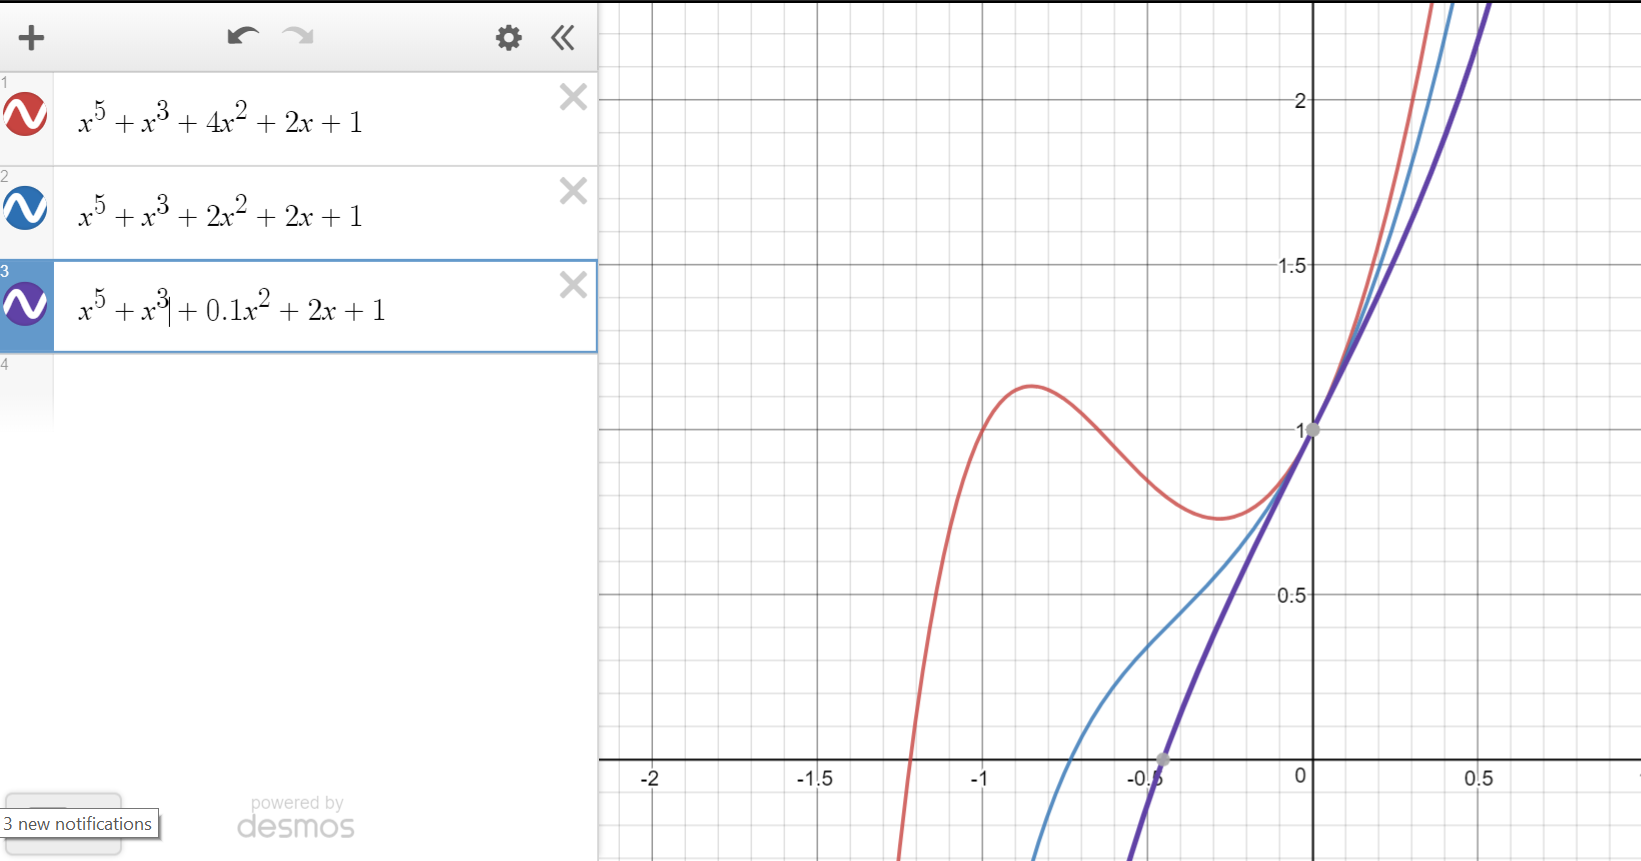 1
x^5 + x^3 + 4x^2 + 2x + 1
2
x^5 + x^3 + 2x^2 + 2x + 1
3
x^5 + x^3 + 0.1x^2 + 2x + 1
4
powered by
desmos
3 new notifications
2
1.5
1
0.5
-2
-1.5
-1
-0.5
0
0.5